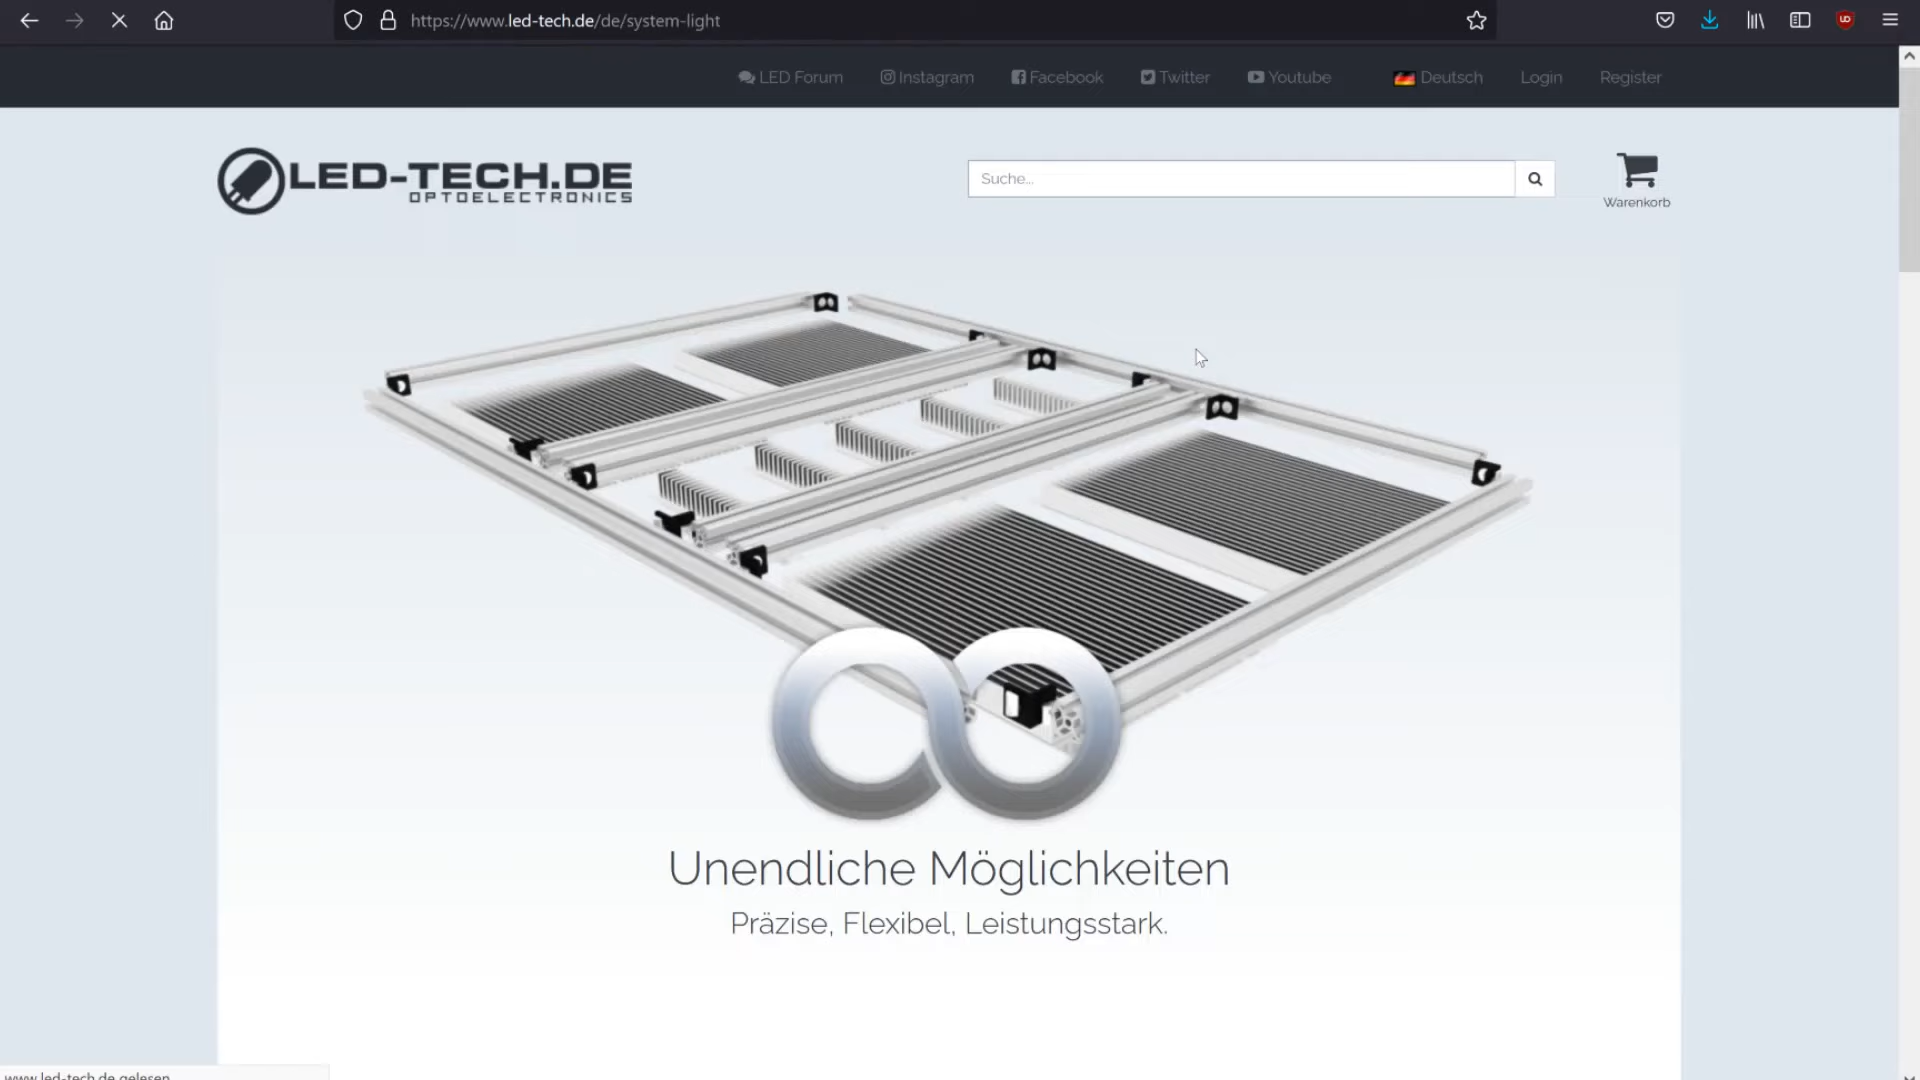 https://www.led-tech.de/de/system-light
LED Forum
Instagram
Facebook
Twitter
Youtube
Deutsch
Login
Register
LED-TECH.DE
OPTOELECTRONICS
Suche...
Warenkorb
Unendliche Möglichkeiten
Präzise, Flexibel, Leistungsstark.
www.led-tech.de gelesen